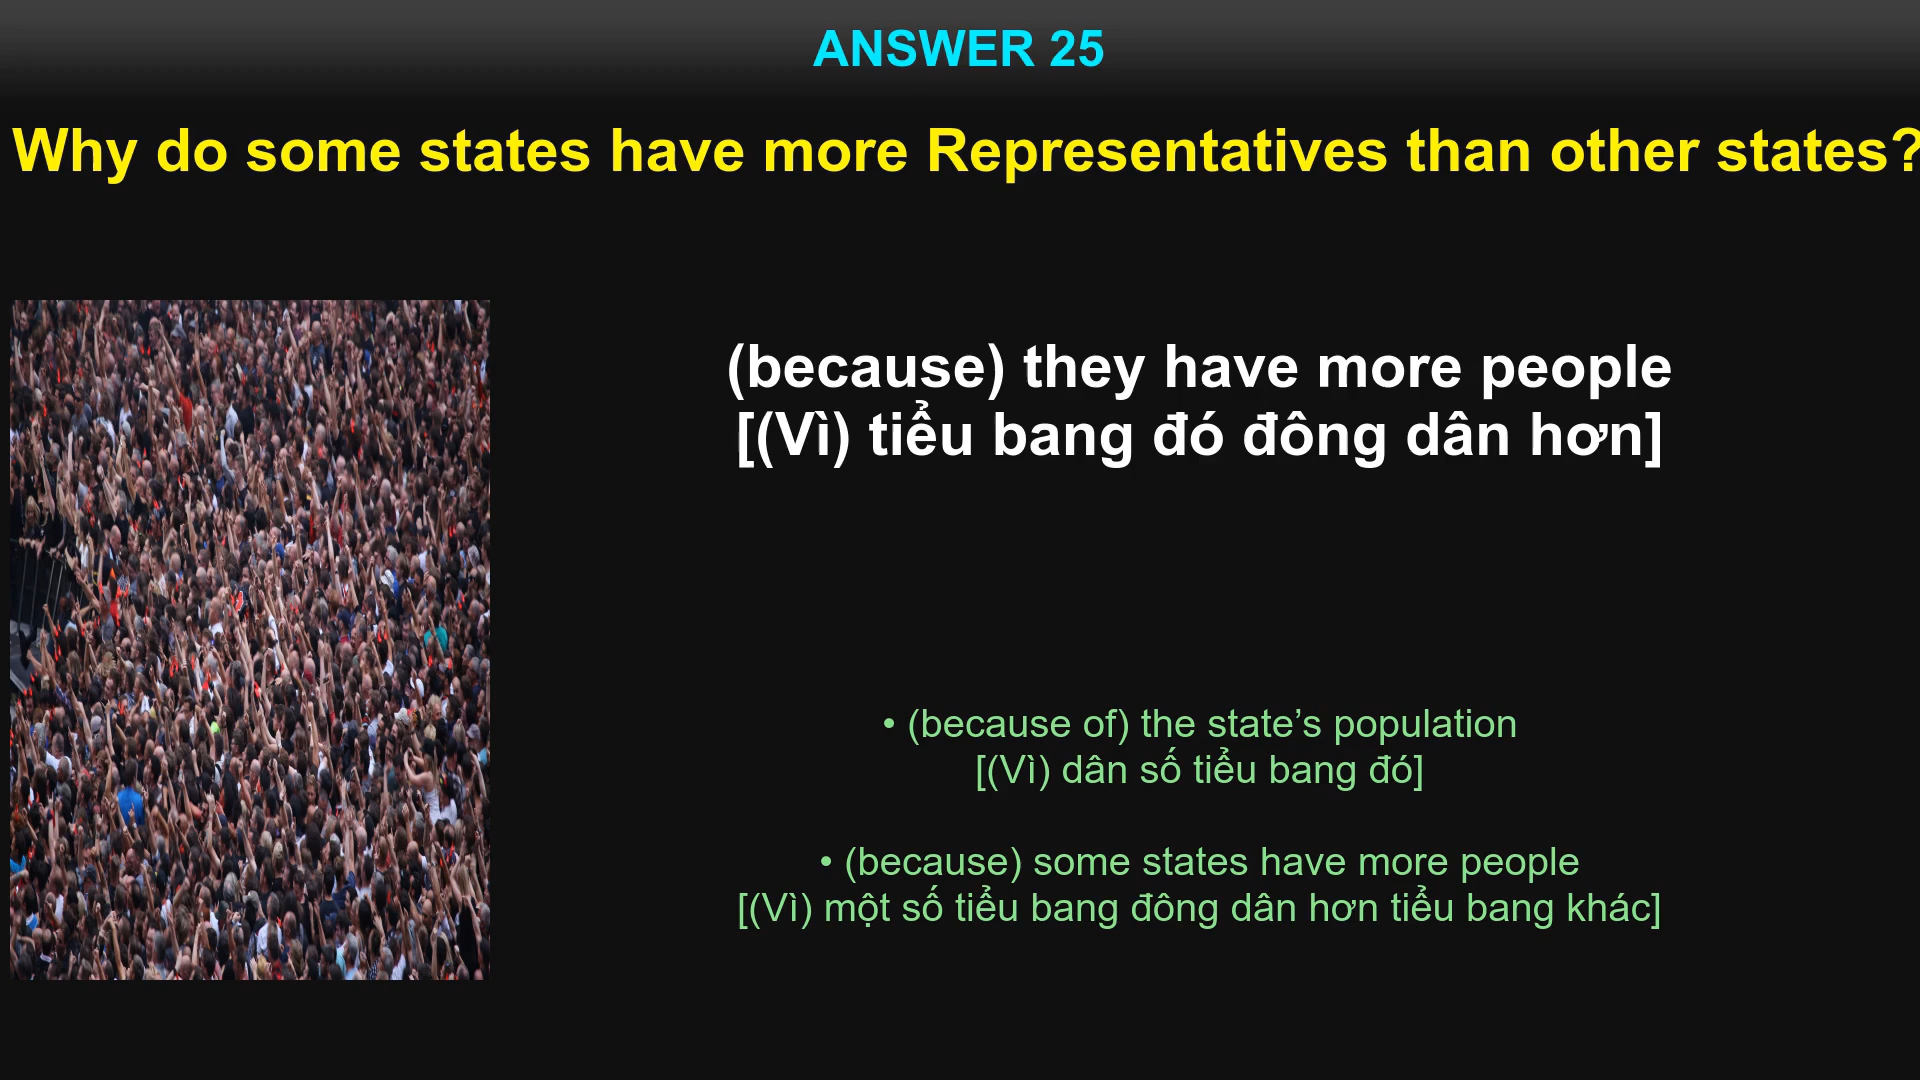 ANSWER 25
Why do some states have more Representatives than other states?
(because) they have more people
[(Vì) tiểu bang đó đông dân hơn]
• (because of) the state’s population
[(Vì) dân số tiểu bang đó]
• (because) some states have more people
[(Vì) một số tiểu bang đông dân hơn tiểu bang khác]